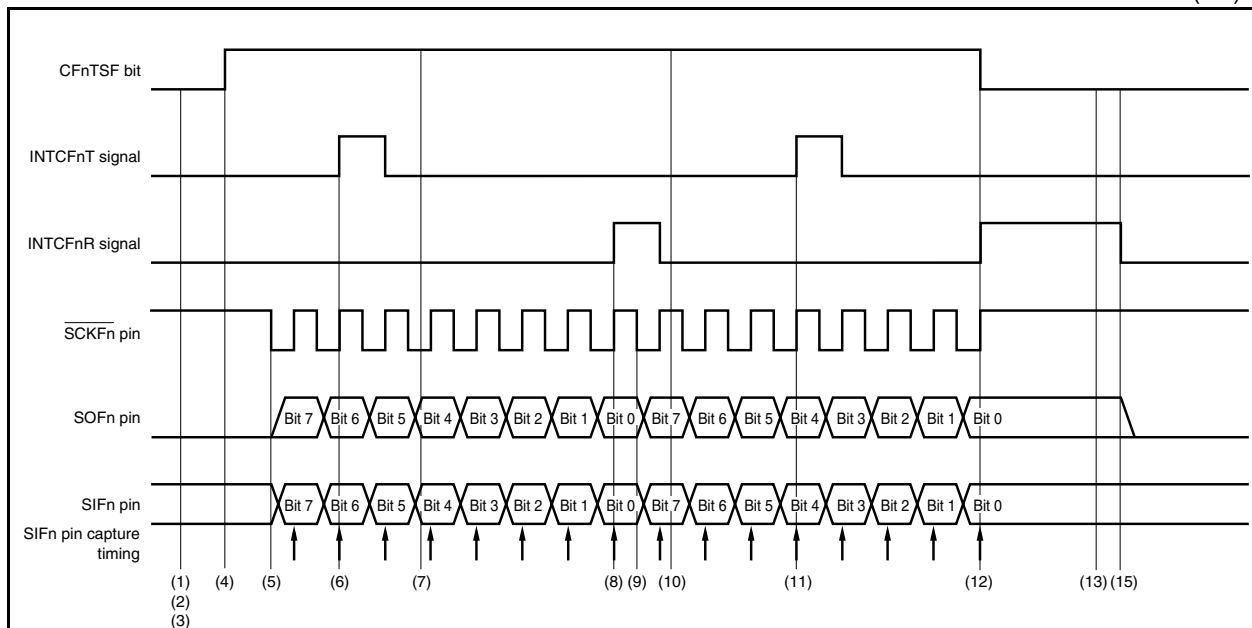 CFnTSF bit
INTCFnT signal
INTCFnR signal
SCKFn pin
SOFn pin
Bit 7 Bit 6 Bit 5 Bit 4 Bit 3 Bit 2 Bit 1 Bit 0 Bit 7 Bit 6 Bit 5 Bit 4 Bit 3 Bit 2 Bit 1 Bit 0
SIFn pin
Bit 7 Bit 6 Bit 5 Bit 4 Bit 3 Bit 2 Bit 1 Bit 0 Bit 7 Bit 6 Bit 5 Bit 4 Bit 3 Bit 2 Bit 1 Bit 0
SIFn pin capture
timing
(1) (4) (5) (6) (7) (8) (9) (10) (11) (12) (13) (15)
(2)
(3)